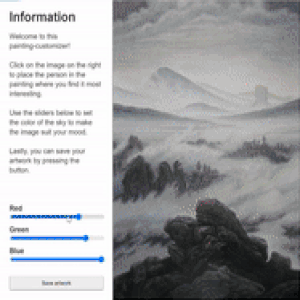 Information
Welcome to this
painting-customizer!
Click on the image on the right
to place the person in the
painting where you find it most
interesting.
Use the sliders below to set
the color of the sky to make
the image suit your mood.
Lastly, you can save your
artwork by pressing the
button.
Red
Green
Blue
Save artwork